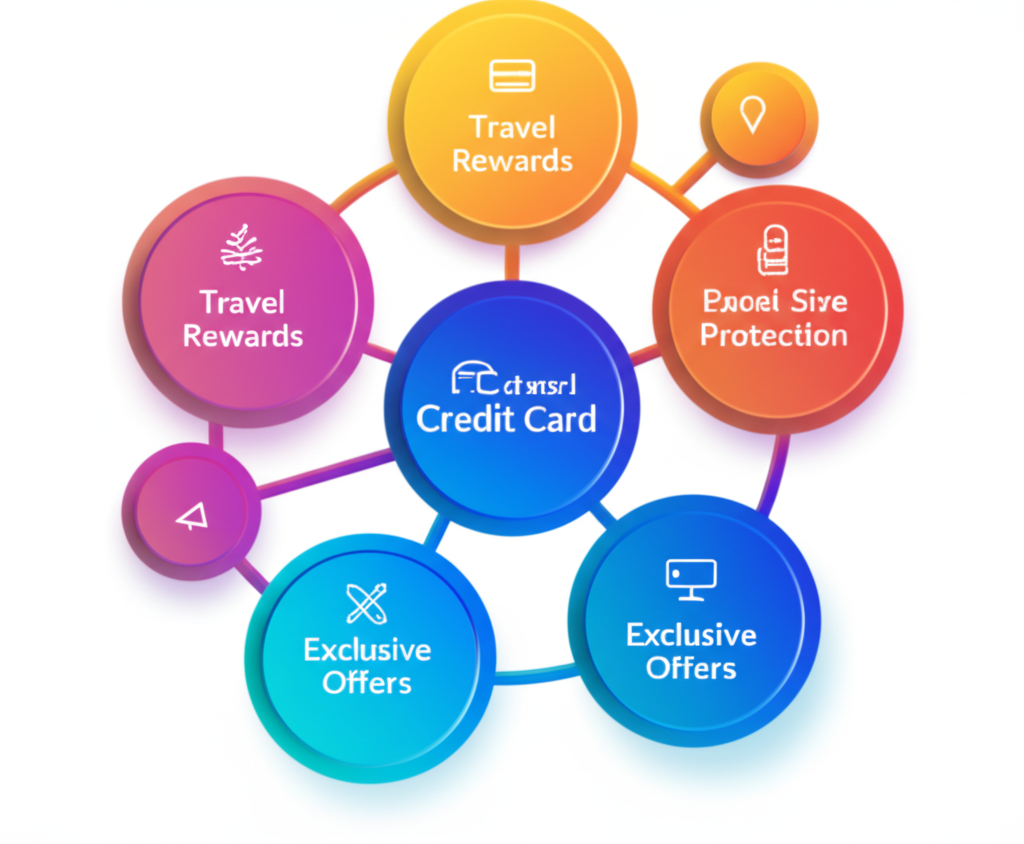 Travel
Rewards
Travel
Rewards
Protection
Credit Card
Exclusive
Offers
Exclusive
Offers